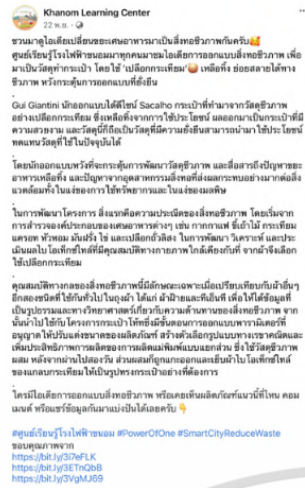 Khanom Learning Center
22 พ.ย. ·
ชวนมาดูไอเดียเปลี่ยนขยะเศษอาหารมาเป็นสิ่งทอชีวภาพกันครับ🥰
ศูนย์เรียนรู้โรงไฟฟ้าขนอมพาทุกคนมาชมไอเดียการออกแบบสิ่งทอชีวภาพ เพื่อ
มาเป็นวัสดุทำกระเป๋า โดยใช้ 'เปลือกกระเทียม'🧄 เหลือทิ้ง ย่อยสลายได้ทาง
ชีวภาพ หวังกระตุ้นการออกแบบที่ยั่งยืน
.
Gui Giantini นักออกแบบได้ดีไซน์ Sacalho กระเป๋าที่ทำมาจากวัสดุชีวภาพ
อย่างเปลือกกระเทียม ซึ่งเหลือทิ้งจากการใช้ประโยชน์ ผลออกมาเป็นกระเป๋าที่มี
ความสวยงาม และวัสดุนี้ก็ถือเป็นวัสดุที่มีความยั่งยืนสามารถนำมาใช้ประโยชน์
ทดแทนวัสดุที่ใช้ในปัจจุบันได้
.
โดยนักออกแบบหวังที่จะกระตุ้นการพัฒนาวัสดุชีวภาพ และสื่อสารถึงปัญหาขยะ
อาหารเหลือทิ้ง และปัญหาจากอุตสาหกรรมสิ่งทอที่ส่งผลกระทบอย่างมากต่อสิ่ง
แวดล้อมทั้งในแง่ของการใช้ทรัพยากรและในแง่ของมลพิษ
.
ในการพัฒนาโครงการ สิ่งแรกคือความประณีตของสิ่งทอชีวภาพ โดยเริ่มจาก
การสำรวจองค์ประกอบของเศษอาหารต่างๆ เช่น กากกาแฟ ขี้เถ้าไม้ กระเทียม
แครอท หัวหอม มันฝรั่ง ไข่ และเปลือกถั่วลิสง ในการพัฒนา วิเคราะห์ และประ
เมินผลไบโอเท็กซ์ไทล์ที่มีคุณสมบัติทางกายภาพใกล้เคียงกับที่ จากผ้าจึงเลือก
ใช้เปลือกกระเทียม
.
คุณสมบัติทางกลของสิ่งทอชีวภาพนี้มีลักษณะเฉพาะเมื่อเปรียบเทียบกับผ้าอื่นๆ
อีกสองชนิดที่ใช้กันทั่วไปในถุงผ้า ได้แก่ ผ้าฝ้ายและทีเอ็นที เพื่อให้ได้ข้อมูลที่
เป็นรูปธรรมและทางวิทยาศาสตร์เกี่ยวกับความต้านทานของสิ่งทอชีวภาพ จาก
นั้นนำไปใช้กับโครงการกระเป๋าโท้ทซึ่งมีขั้นตอนการออกแบบพาราเมตริกที่
อนุญาตให้ปรับแต่งขนาดของผลิตภัณฑ์ สร้างตัวเลือกรูปแบบทางเรขาคณิตและ
เพิ่มประสิทธิภาพการผลิตของการผลิตแม่พิมพ์แบบแยกส่วน ซึ่งใช้วัสดุชีวภาพ
ผสม หลังจากผ่านไปสองวัน ส่วนผสมก็ถูกแกะออกและเย็บผ้าไบโอเท็กซ์ไทล์
ของแกลบกระเทียม ให้เป็นรูปทรงกระเป๋าอย่างที่ต้องการ
.
ใครมีไอเดียการออกแบบสิ่งทอชีวภาพ หรือเคยเห็นผลิตภัณฑ์แนวนี้ที่ไหน คอม
เมนต์ หรือแชร์ข้อมูลกันมาแบ่งปันได้เลยครับ 👇
.
#ศูนย์เรียนรู้โรงไฟฟ้าขนอม #PowerOfOne #SmartCityReduceWaste
ขอบคุณภาพจาก
https://bit.ly/3i7eFLK
https://bit.ly/3ETnQbB
https://bit.ly/3VgMJ69